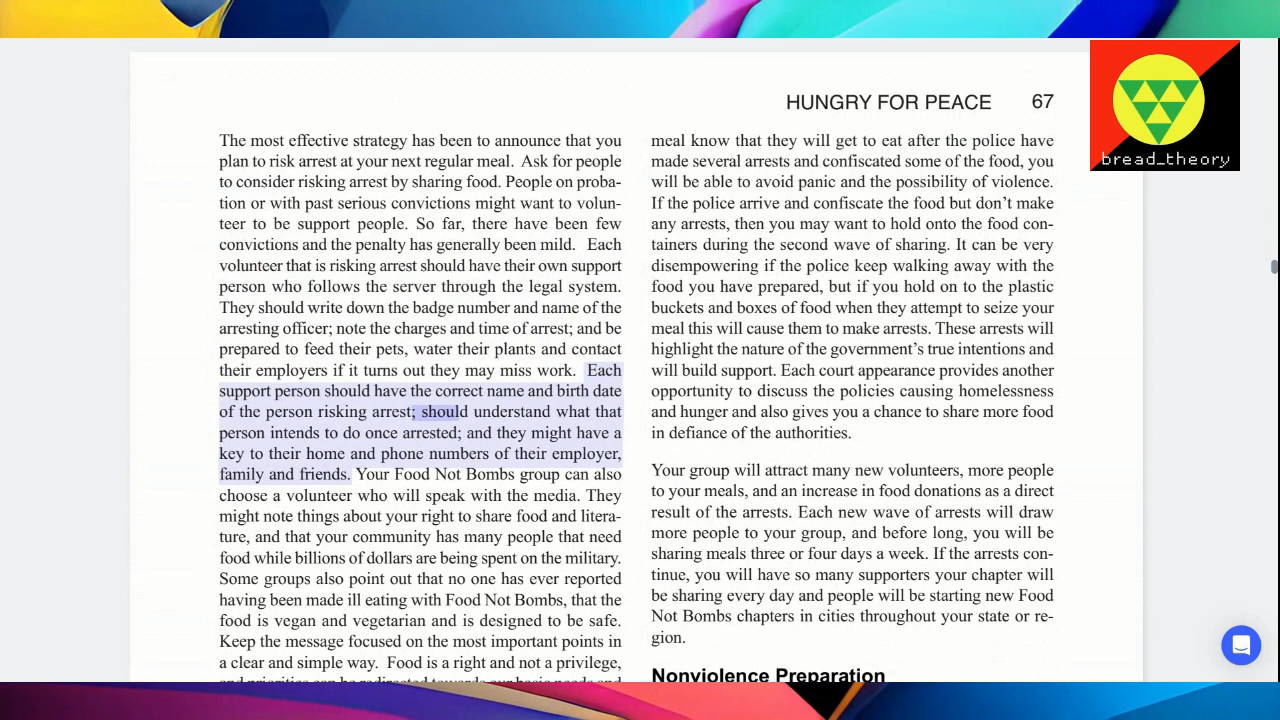 HUNGRY FOR PEACE 67
bread_theory
The most effective strategy has been to announce that you
plan to risk arrest at your next regular meal. Ask for people
to consider risking arrest by sharing food. People on proba-
tion or with past serious convictions might want to volun-
teer to be support people. So far, there have been few
convictions and the penalty has generally been mild. Each
volunteer that is risking arrest should have their own support
person who follows the server through the legal system.
They should write down the badge number and name of the
arresting officer; note the charges and time of arrest; and be
prepared to feed their pets, water their plants and contact
their employers if it turns out they may miss work. Each
support person should have the correct name and birth date
of the person risking arrest; should understand what that
person intends to do once arrested; and they might have a
key to their home and phone numbers of their employer,
family and friends. Your Food Not Bombs group can also
choose a volunteer who will speak with the media. They
might note things about your right to share food and litera-
ture, and that your community has many people that need
food while billions of dollars are being spent on the military.
Some groups also point out that no one has ever reported
having been made ill eating with Food Not Bombs, that the
food is vegan and vegetarian and is designed to be safe.
Keep the message focused on the most important points in
a clear and simple way. Food is a right and not a privilege,
and priorities can be redirected towards our basic needs and
meal know that they will get to eat after the police have
made several arrests and confiscated some of the food, you
will be able to avoid panic and the possibility of violence.
If the police arrive and confiscate the food but don't make
any arrests, then you may want to hold onto the food con-
tainers during the second wave of sharing. It can be very
disempowering if the police keep walking away with the
food you have prepared, but if you hold on to the plastic
buckets and boxes of food when they attempt to seize your
meal this will cause them to make arrests. These arrests will
highlight the nature of the government's true intentions and
will build support. Each court appearance provides another
opportunity to discuss the policies causing homelessness
and hunger and also gives you a chance to share more food
in defiance of the authorities.
Your group will attract many new volunteers, more people
to your meals, and an increase in food donations as a direct
result of the arrests. Each new wave of arrests will draw
more people to your group, and before long, you will be
sharing meals three or four days a week. If the arrests con-
tinue, you will have so many supporters your chapter will
be sharing every day and people will be starting new Food
Not Bombs chapters in cities throughout your state or re-
gion.
Nonviolence Preparation